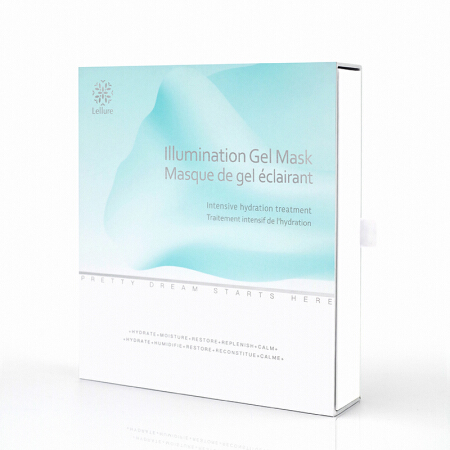 Lellure
Illumination Gel Mask
Masque de gel éclairant
intensive hydration treatment
Traitement intensif de l'hydration
PRETTY DREAM STARTS HERE
•HYDRATE•MOISTURE•RESTORE•REPLENISH•CALM•
•HYDRATE•HUMIDIFIE•RESTORE•RECONSTITUE•CALME•